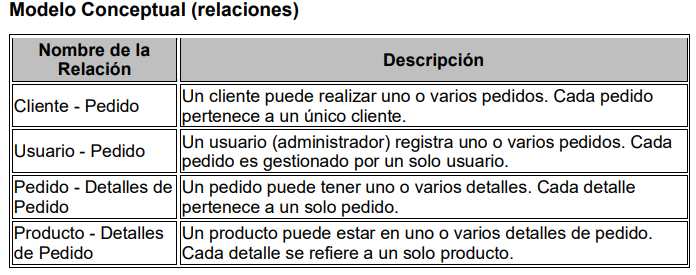 Modelo Conceptual (relaciones)
Nombre de la
Relación
Descripción
Cliente - Pedido
Un cliente puede realizar uno o varios pedidos. Cada pedido
pertenece a un único cliente.
Usuario - Pedido
Un usuario (administrador) registra uno o varios pedidos. Cada
pedido es gestionado por un solo usuario.
Pedido - Detalles de
Pedido
Un pedido puede tener uno o varios detalles. Cada detalle
pertenece a un solo pedido.
Producto - Detalles
de Pedido
Un producto puede estar en uno o varios detalles de pedido.
Cada detalle se refiere a un solo producto.